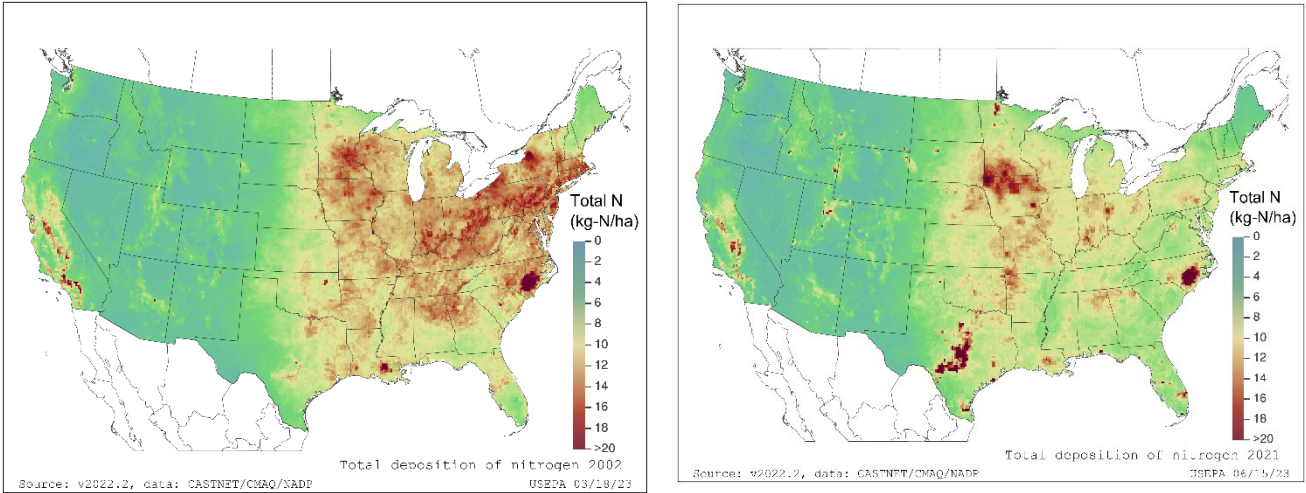 Total N
(kg-N/ha)
0
2
4
6
8
10
12
14
16
18
>20
Total deposition of nitrogen 2002
Source: v2022.2, data: CASTNET/CMAQ/NADP
USEPA 03/18/23
Total N
(kg-N/ha)
0
2
4
6
8
10
12
14
16
18
>20
Total deposition of nitrogen 2021
Source: v2022.2, data: CASTNET/CMAQ/NADP
USEPA 06/15/23